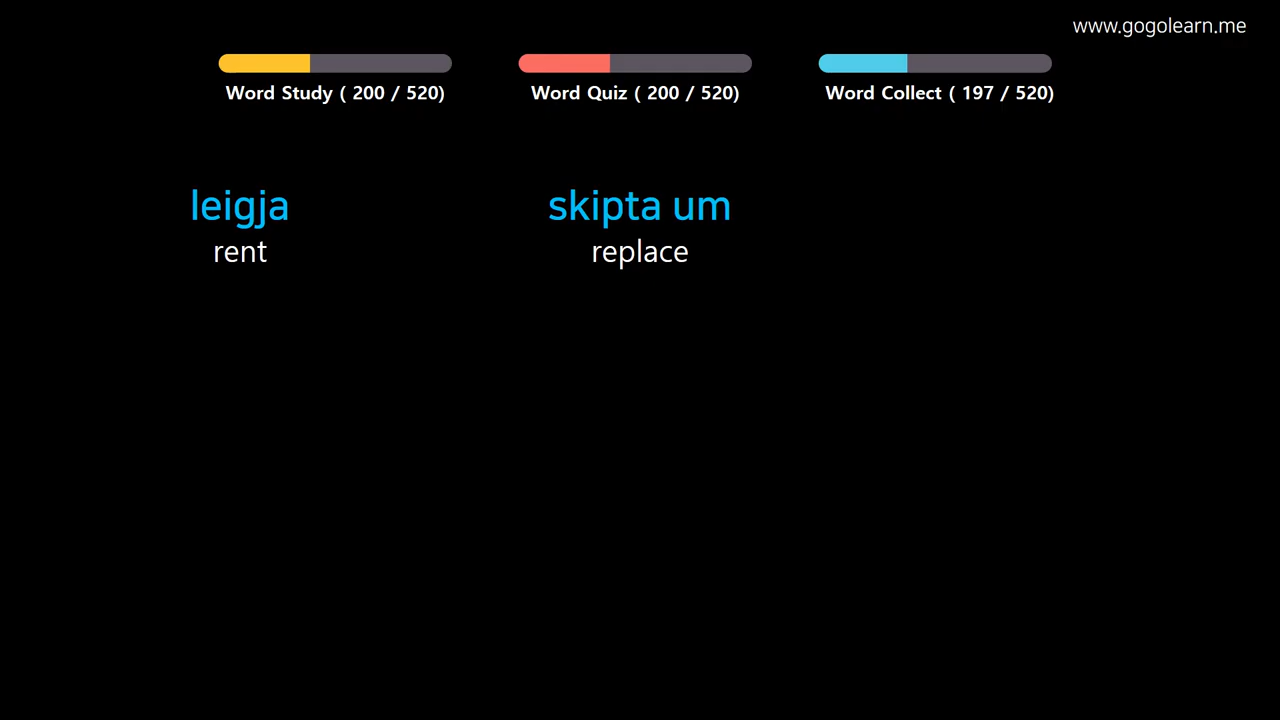 www.gogolearn.me
Word Study ( 200 / 520)
Word Quiz ( 200 / 520)
Word Collect ( 197 / 520)
leigja
rent
skipta um
replace